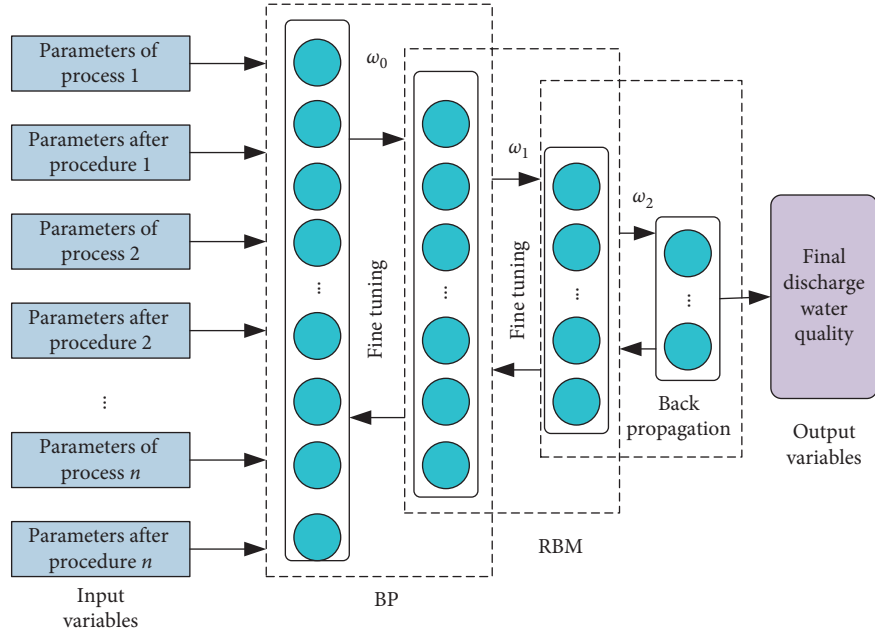 Parameters of
process 1
Parameters after
procedure 1
Parameters of
process 2
Parameters after
procedure 2
...
Parameters of
process n
Parameters after
procedure n
Input
variables
ω0
...
Fine tuning
BP
...
ω1
Fine tuning
RBM
...
ω2
...
Back
propagation
Final
discharge
water
quality
Output
variables